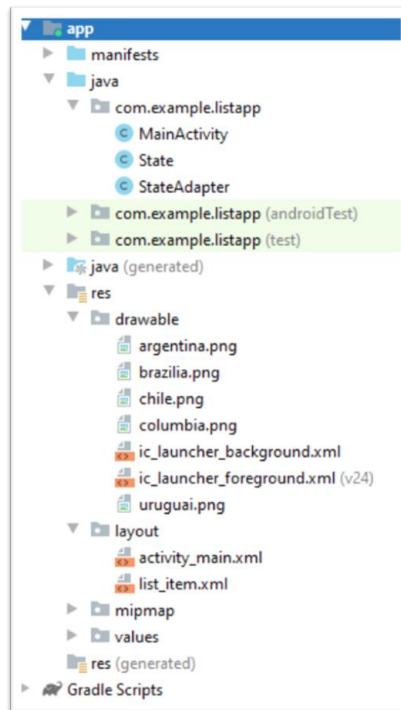 app
manifests
java
com.example.listapp
MainActivity
State
StateAdapter
com.example.listapp (androidTest)
com.example.listapp (test)
java (generated)
res
drawable
argentina.png
brazilia.png
chile.png
columbia.png
ic_launcher_background.xml
ic_launcher_foreground.xml (v24)
uruguai.png
layout
activity_main.xml
list_item.xml
mipmap
values
res (generated)
Gradle Scripts